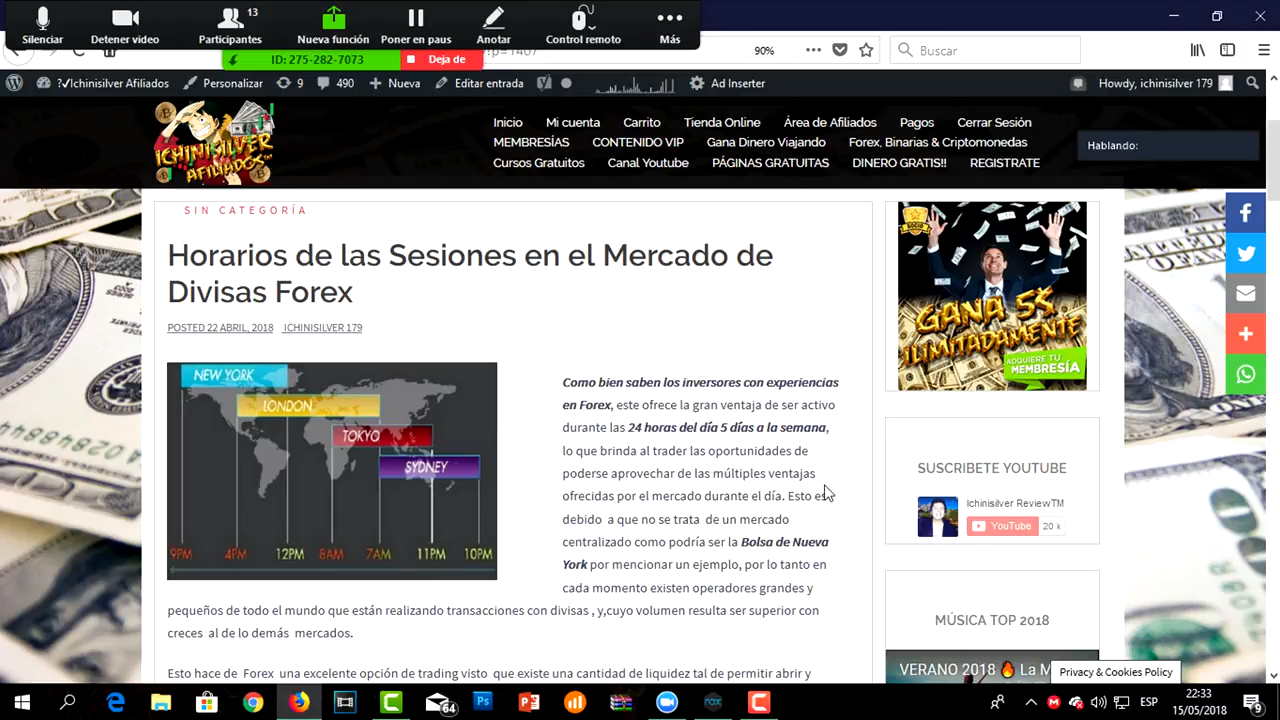 13
Silenciar
Detener video
Participantes
Nueva función
Poner en paus
Anotar
Control remoto
Más
ID: 275-282-7073
Deja de
90%
Buscar
?✓Ichinisilver Afiliados
Personalizar
9
490
Nueva
Editar entrada
Ad Inserter
Howdy, ichinisilver 179
ICHINISILVER
AFILIADOS
Inicio
Mi cuenta
Carrito
Tienda Online
Área de Afiliados
Pagos
Cerrar Sesión
MEMBRESÍAS
CONTENIDO VIP
Gana Dinero Viajando
Forex, Binarias & Criptomonedas
Cursos Gratuitos
Canal Youtube
PÁGINAS GRATUITAS
DINERO GRATIS!!
REGISTRATE
Hablando:
SIN CATEGORÍA
Horarios de las Sesiones en el Mercado de
Divisas Forex
POSTED 22 ABRIL, 2018
ICHINISILVER 179
NEW YORK
LONDON
TOKYO
SYDNEY
9PM 4PM 12PM 8AM 7AM 11PM 10PM
Como bien saben los inversores con experiencias
en Forex, este ofrece la gran ventaja de ser activo
durante las 24 horas del día 5 días a la semana,
lo que brinda al trader las oportunidades de
poderse aprovechar de las múltiples ventajas
ofrecidas por el mercado durante el día. Esto es
debido a que no se trata de un mercado
centralizado como podría ser la Bolsa de Nueva
York por mencionar un ejemplo, por lo tanto en
cada momento existen operadores grandes y
pequeños de todo el mundo que están realizando transacciones con divisas , y,cuyo volumen resulta ser superior con
creces al de lo demás mercados.
Esto hace de Forex una excelente opción de trading visto que existe una cantidad de liquidez tal de permitir abrir y
SOCIO
GANA 5$
ILIMITADAMENTE
ADQUIERE TU
MEMBRESÍA
SUSCRIBETE YOUTUBE
Ichinisilver ReviewTM
YouTube
20 k
MÚSICA TOP 2018
VERANO 2018 🔥 La M
Privacy & Cookies Policy
64
ESP
22:33
15/05/2018
9